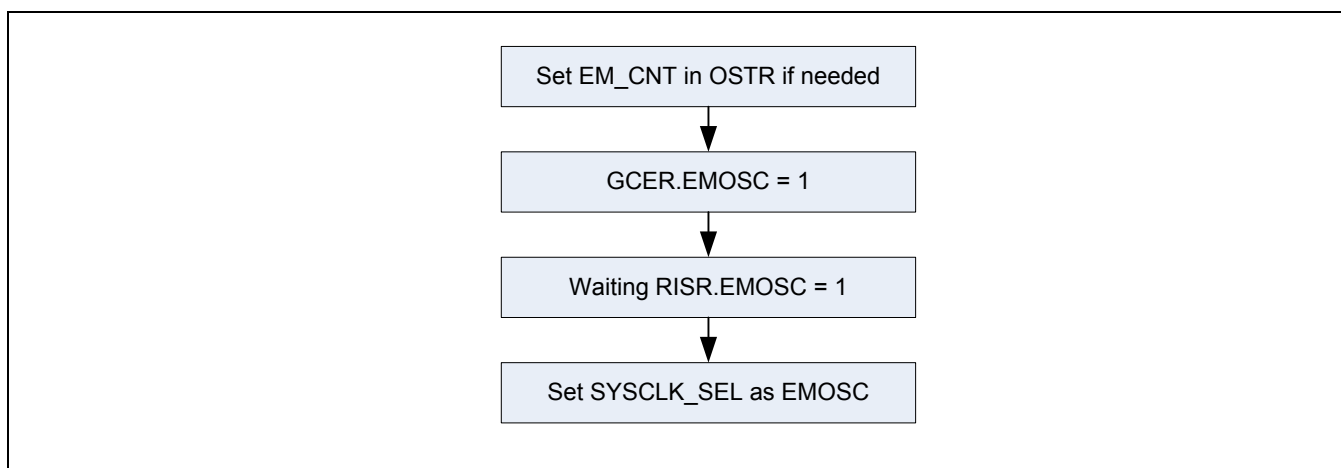 Set EM_CNT in OSTR if needed
GCER.EMOSC = 1
Waiting RISR.EMOSC = 1
Set SYSCLK_SEL as EMOSC